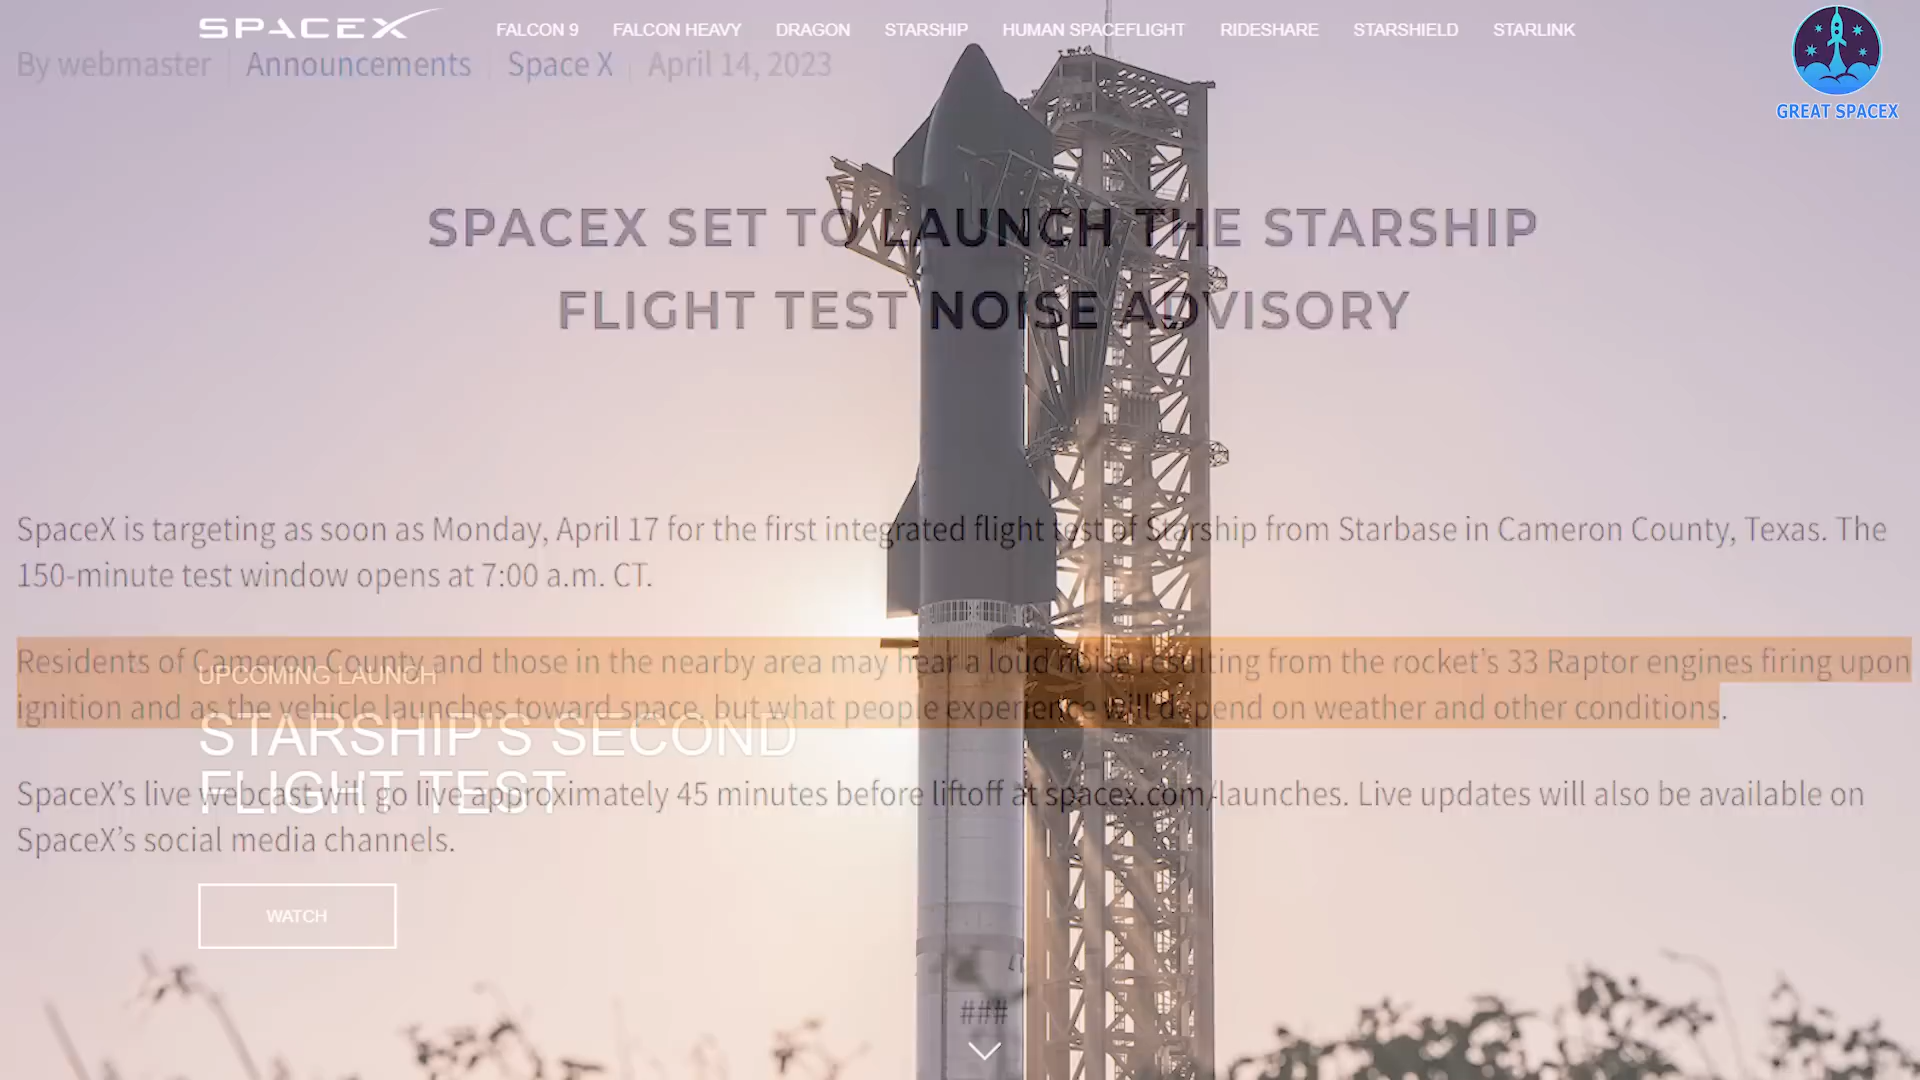 SPACEX
FALCON 9 FALCON HEAVY DRAGON STARSHIP HUMAN SPACEFLIGHT RIDESHARE STARSHIELD STARLINK
By webmaster Announcements Space X April 14, 2023
GREAT SPACEX
SPACEX SET TO LAUNCH THE STARSHIP
FLIGHT TEST NOISE ADVISORY
SpaceX is targeting as soon as Monday, April 17 for the first integrated flight test of Starship from Starbase in Cameron County, Texas. The
150-minute test window opens at 7:00 a.m. CT.
Residents of Cameron County and those in the nearby area may hear a loud noise resulting from the rocket's 33 Raptor engines firing upon
ignition and as the vehicle launches toward space, but what people experience will depend on weather and other conditions.
UPCOMING LAUNCH
STARSHIP'S SECOND
FLIGHT TEST
SpaceX's live webcast will go live approximately 45 minutes before liftoff at spacex.com/launches. Live updates will also be available on
SpaceX's social media channels.
WATCH
###